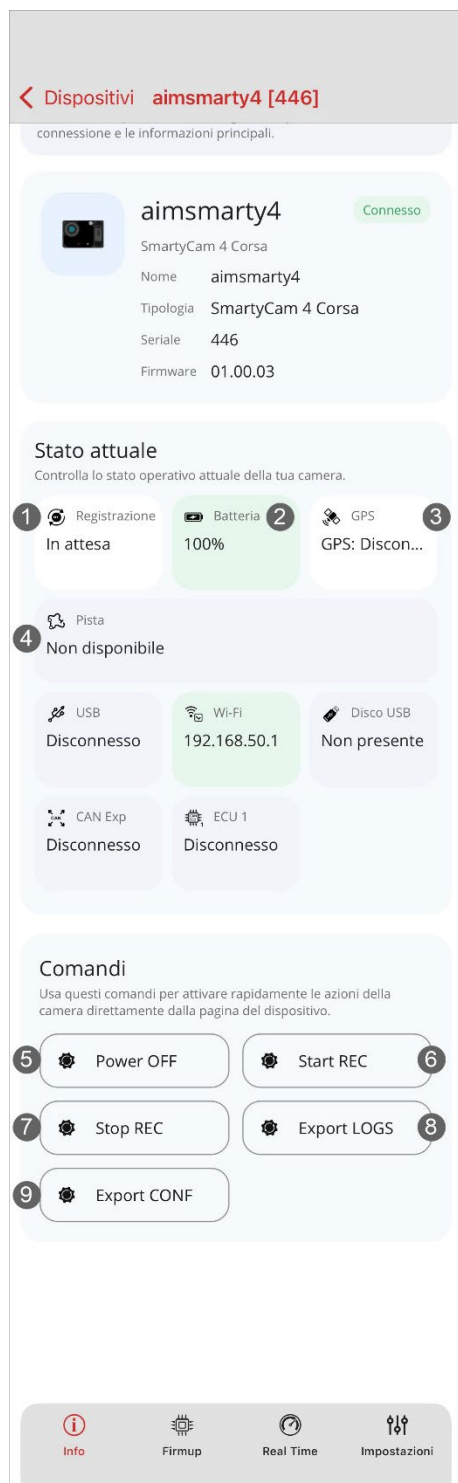 Dispositivi aimsmarty4 [446]
connessione e le informazioni principali.
aimsmarty4
Connesso
SmartyCam 4 Corsa
Nome aimsmarty4
Tipologia SmartyCam 4 Corsa
Seriale 446
Firmware 01.00.03
Stato attuale
Controlla lo stato operativo attuale della tua camera.
1 Registrazione Batteria 2 GPS 3
In attesa 100% GPS: Discon...
Pista
4 Non disponibile
USB Wi-Fi Disco USB
Disconnesso 192.168.50.1 Non presente
CAN Exp ECU 1
Disconnesso Disconnesso
Comandi
Usa questi comandi per attivare rapidamente le azioni della
camera direttamente dalla pagina del dispositivo.
5 Power OFF Start REC 6
7 Stop REC Export LOGS 8
9 Export CONF
Info Firmup Real Time Impostazioni